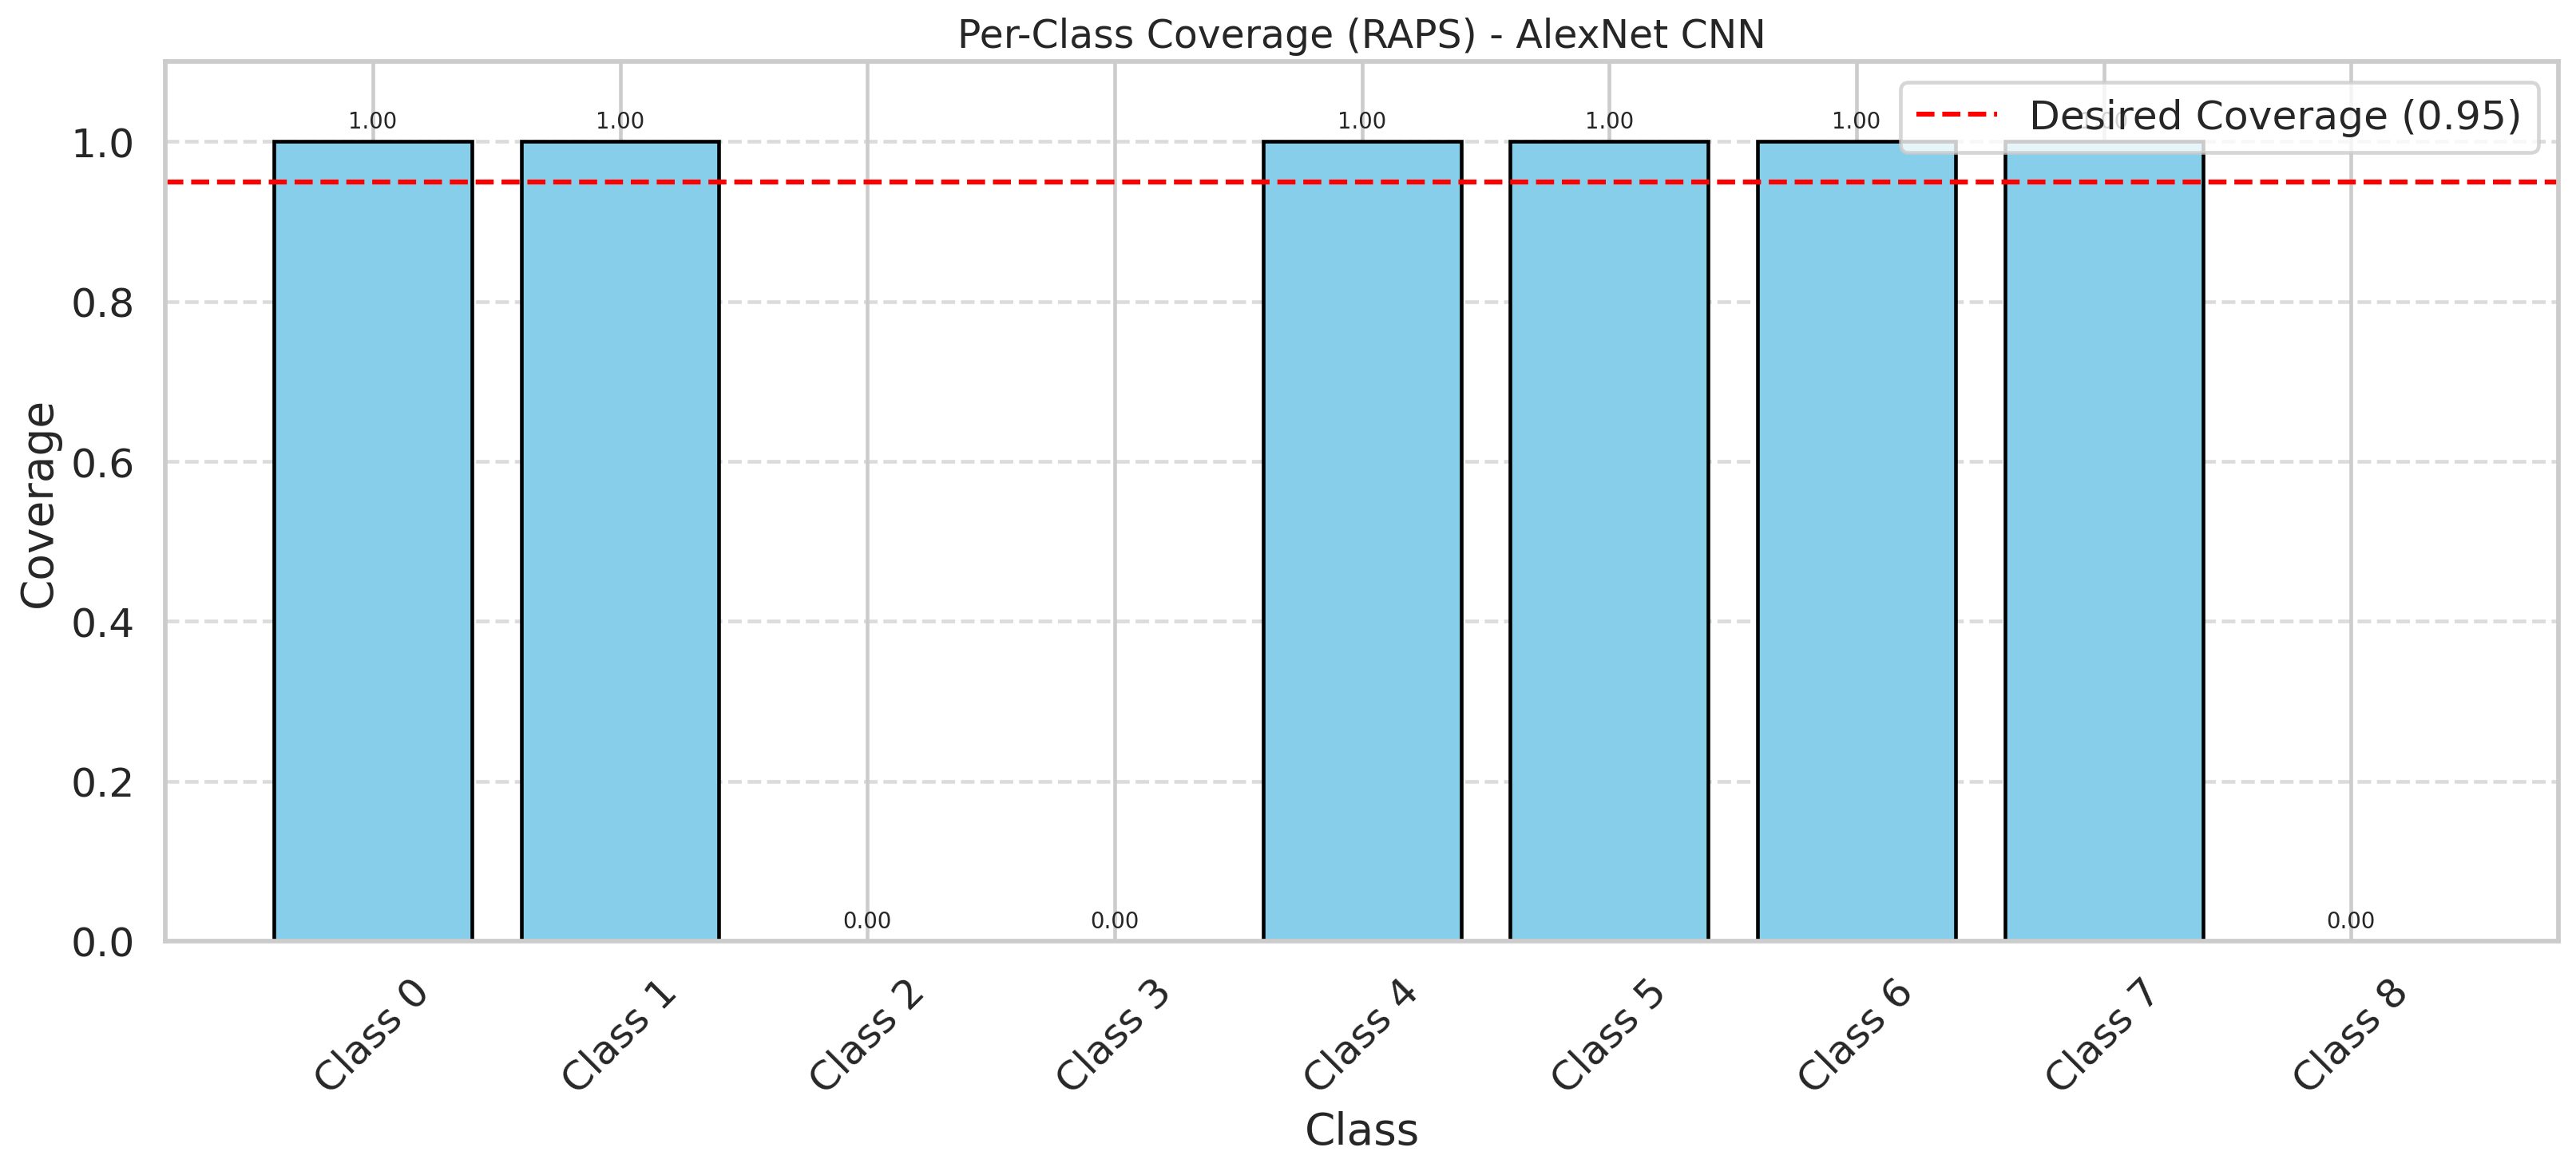 Per-Class Coverage (RAPS) - AlexNet CNN
Desired Coverage (0.95)
1.00
1.00
1.00
1.00
1.00
1.00
0.00
0.00
0.00
Coverage
1.0
0.8
0.6
0.4
0.2
0.0
Class 0
Class 1
Class 2
Class 3
Class 4
Class 5
Class 6
Class 7
Class 8
Class